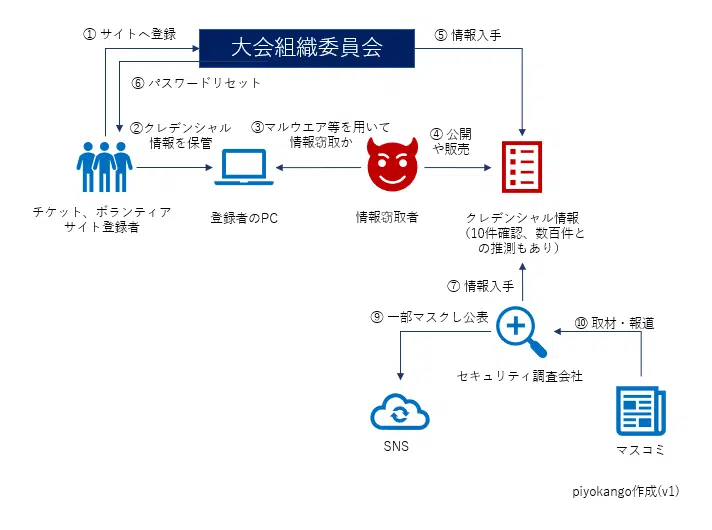 ① サイトへ登録
大会組織委員会
⑤ 情報入手
⑥ パスワードリセット
②クレデンシャル
情報を保管
③マルウエア等を用いて
情報窃取か
④ 公開
や販売
チケット、ボランティア
サイト登録者
登録者のPC
情報窃取者
クレデンシャル情報
（10件確認、数百件と
の推測もあり）
⑦ 情報入手
⑨ 一部マスクし公表
⑩ 取材・報道
セキュリティ調査会社
SNS
マスコミ
piyokango作成(v1)